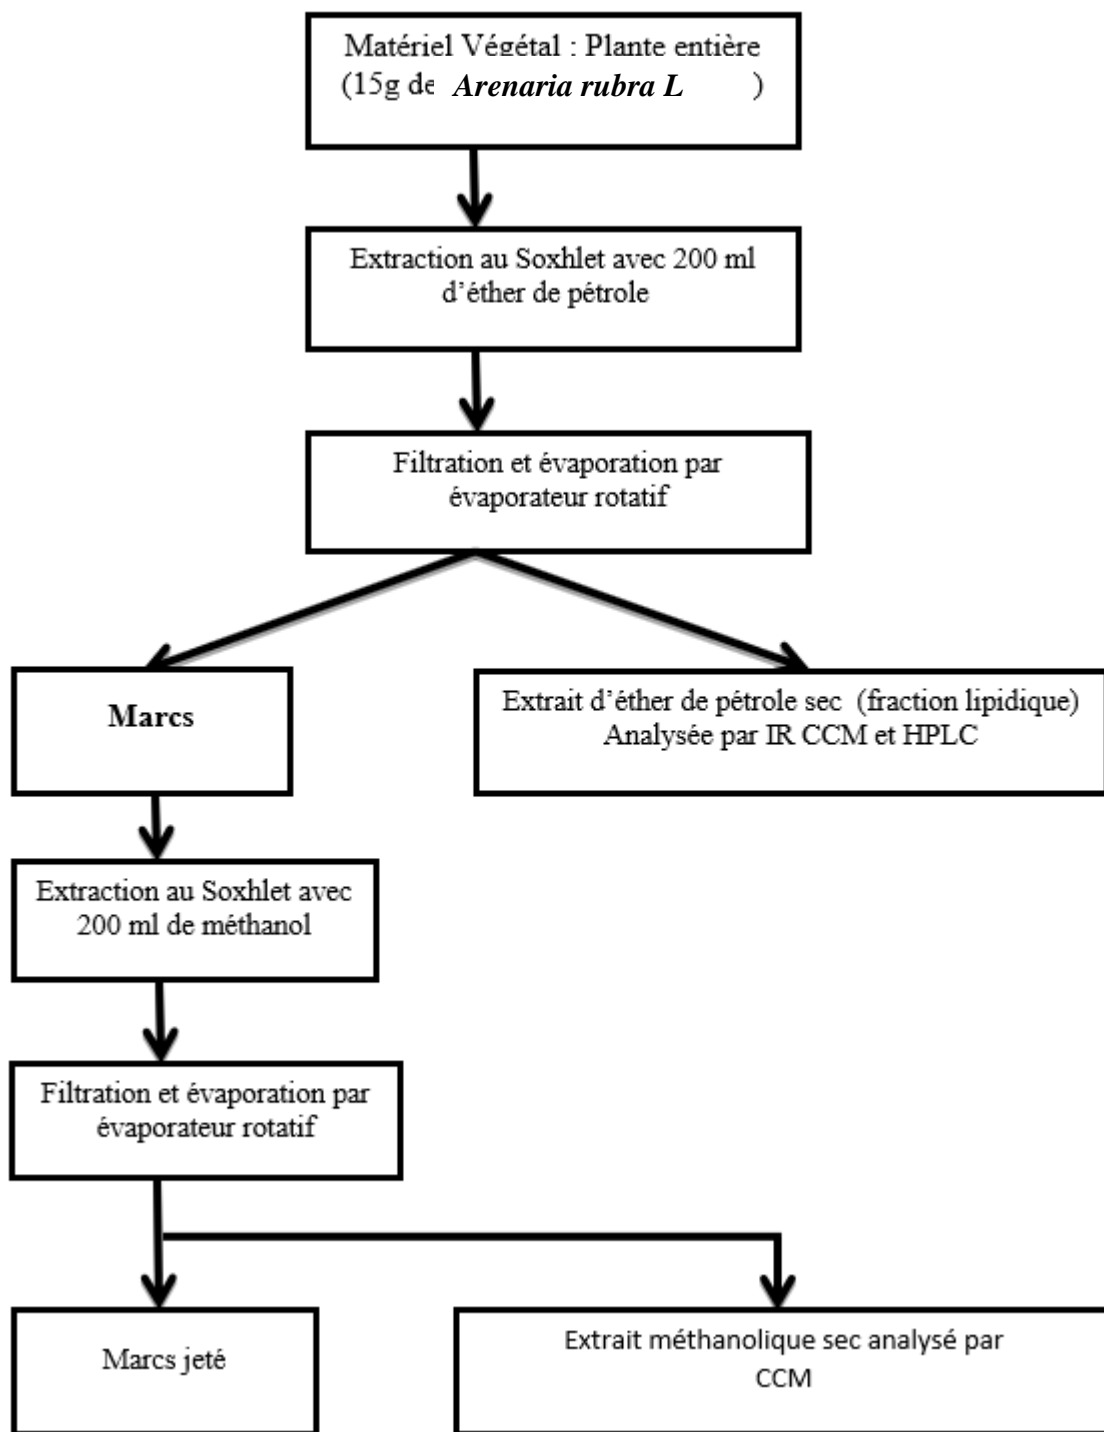 Matériel Végétal : Plante entière
(15g de Arenaria rubra L )
Extraction au Soxhlet avec 200 ml
d’éther de pétrole
Filtration et évaporation par
évaporateur rotatif
Marcs
Extrait d’éther de pétrole sec (fraction lipidique)
Analysée par IR CCM et HPLC
Extraction au Soxhlet avec
200 ml de méthanol
Filtration et évaporation par
évaporateur rotatif
Marcs jeté
Extrait méthanolique sec analysé par
CCM